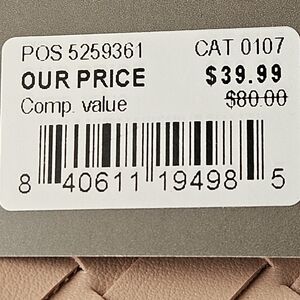 POS 5259361 CAT 0107
OUR PRICE $39.99
Comp. value $80.00
8 40611 19498 5